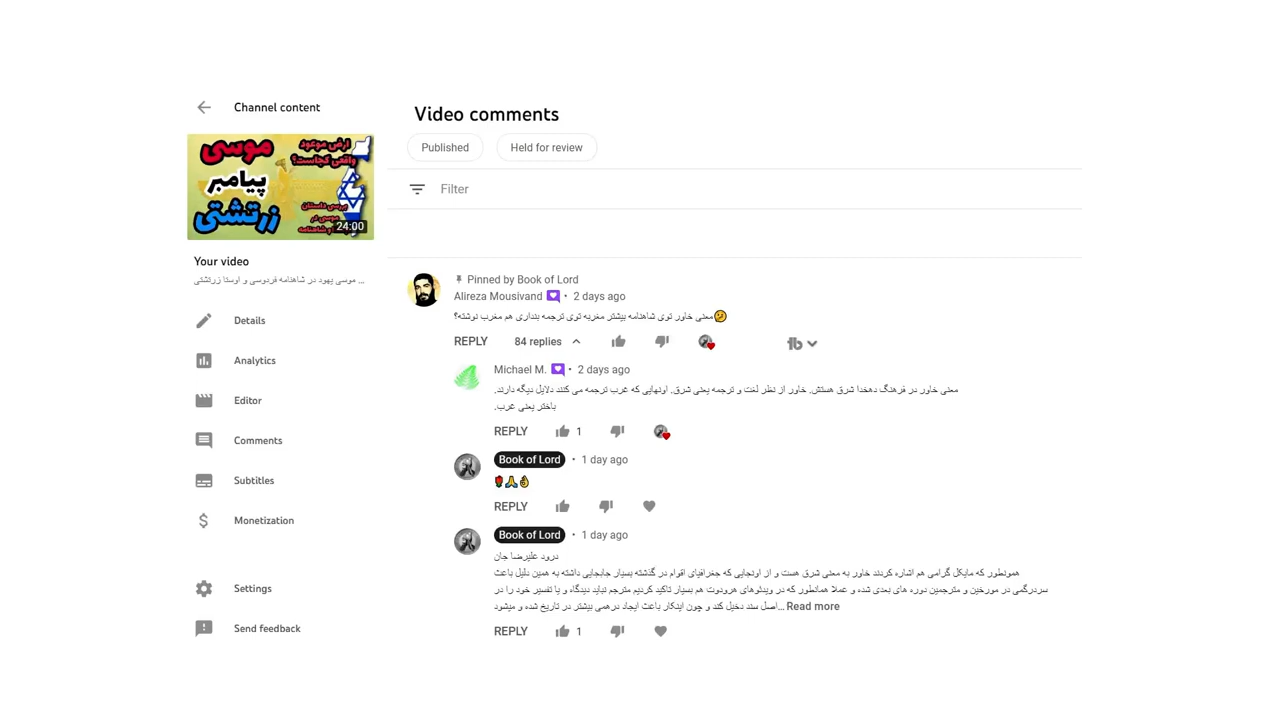 Channel content
موسی
پیامبر
زرتشتی
ارض موعود
واقعی کجاست؟
بررسی داستان
موسی در
و شاهنامه
24:00
Your video
موسی یهود در شاهنامه فردوسی و اوستا زرتشتی ...
Details
Analytics
Editor
Comments
Subtitles
Monetization
Settings
Send feedback
Video comments
Published
Held for review
Filter
Pinned by Book of Lord
Alireza Mousivand • 2 days ago
معنی خاور توی شاهنامه بیشتر مغربه توی ترجمه بنداری هم مغرب نوشته؟🤔
REPLY 84 replies
Michael M. • 2 days ago
معنی خاور در فرهنگ دهخدا شرق هستش. خاور از نظر لغت و ترجمه یعنی شرق. اونهایی که غرب ترجمه می کنند دلایل دیگه دارند.
باختر یعنی غرب.
REPLY 1
Book of Lord • 1 day ago
🌹🙏👌
REPLY
Book of Lord • 1 day ago
درود علیرضا جان
همونطور که مایکل گرامی هم اشاره کردند خاور به معنی شرق هست و از اونجایی که جغرافیای اقوام در گذشته بسیار جابجایی داشته به همین دلیل باعث
سردرگمی در مورخین و مترجمین دوره های بعدی شده و عملا همانطور که در ویدئوهای هرودوت هم بسیار تاکید کردیم مترجم نباید دیدگاه و یا تفسیر خود را در
اصل سند دخیل کند و چون اینکار باعث ایجاد درهمی بیشتر در تاریخ شده و میشود... Read more
REPLY 1